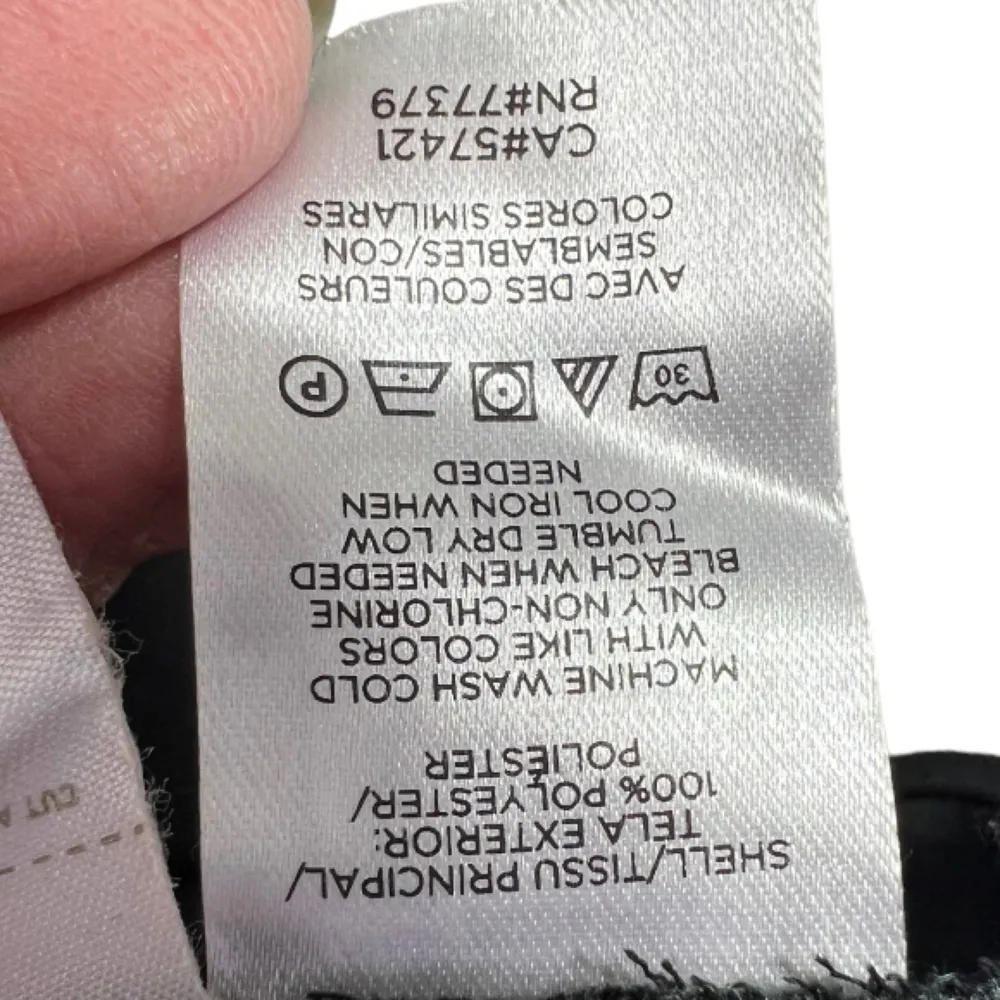 SHELL/TISSU PRINCIPAL/
TELA EXTERIOR:
100% POLYESTER/
POLIÉSTER
MACHINE WASH COLD
WITH LIKE COLORS
ONLY NON-CHLORINE
BLEACH WHEN NEEDED
TUMBLE DRY LOW
COOL IRON WHEN
NEEDED
30
P
AVEC DES COULEURS
SEMBLABLES/CON
COLORES SIMILARES
CA#57421
RN#77379
CUT